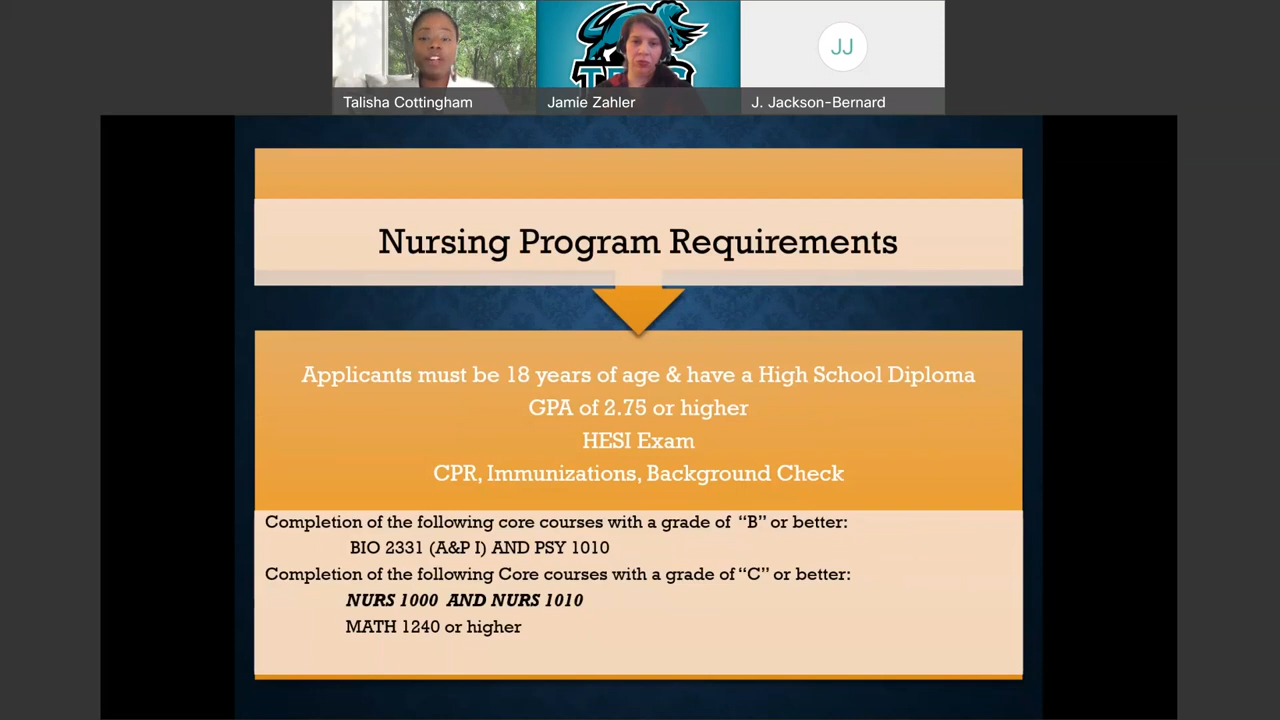 Talisha Cottingham
Jamie Zahler
JJ
J. Jackson-Bernard
Nursing Program Requirements
Applicants must be 18 years of age & have a High School Diploma
GPA of 2.75 or higher
HESI Exam
CPR, Immunizations, Background Check
Completion of the following core courses with a grade of “B” or better:
BIO 2331 (A&P I) AND PSY 1010
Completion of the following Core courses with a grade of “C” or better:
NURS 1000 AND NURS 1010
MATH 1240 or higher